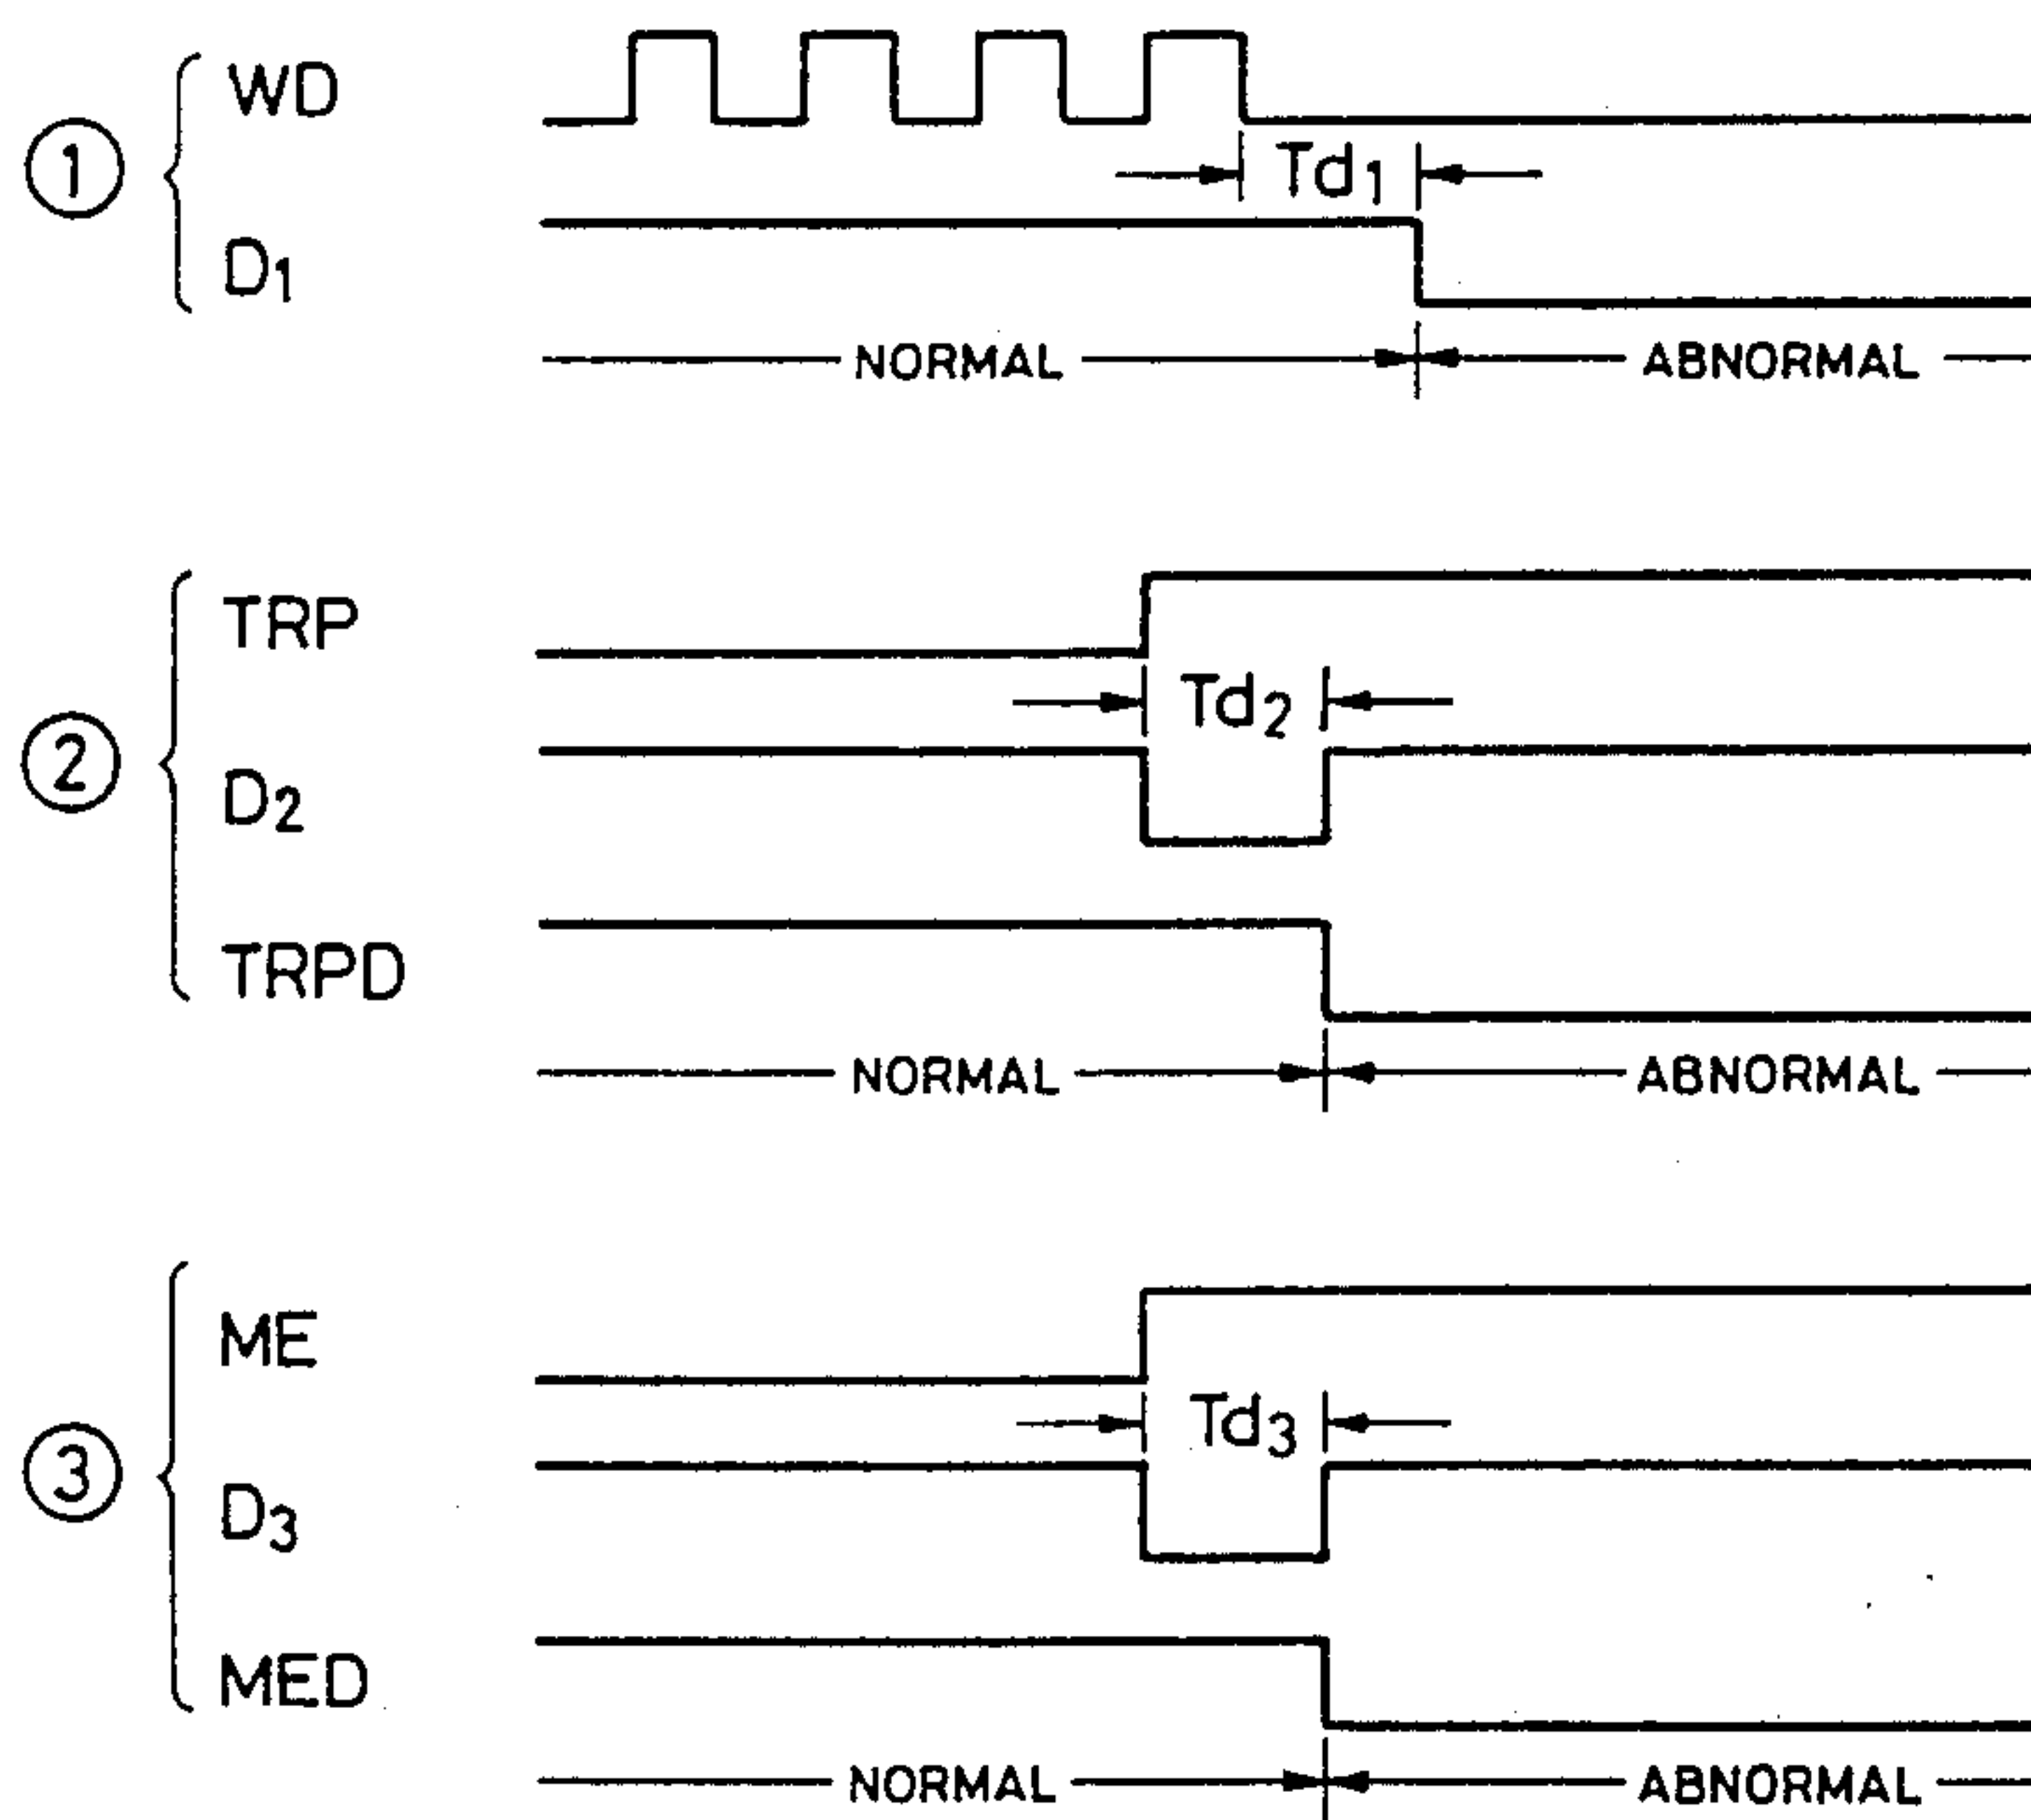 ① WD
Td₁
D₁
NORMAL ABNORMAL
TRP
Td₂
② D₂
TRPD
NORMAL ABNORMAL
ME
Td₃
③ D₃
MED
NORMAL ABNORMAL